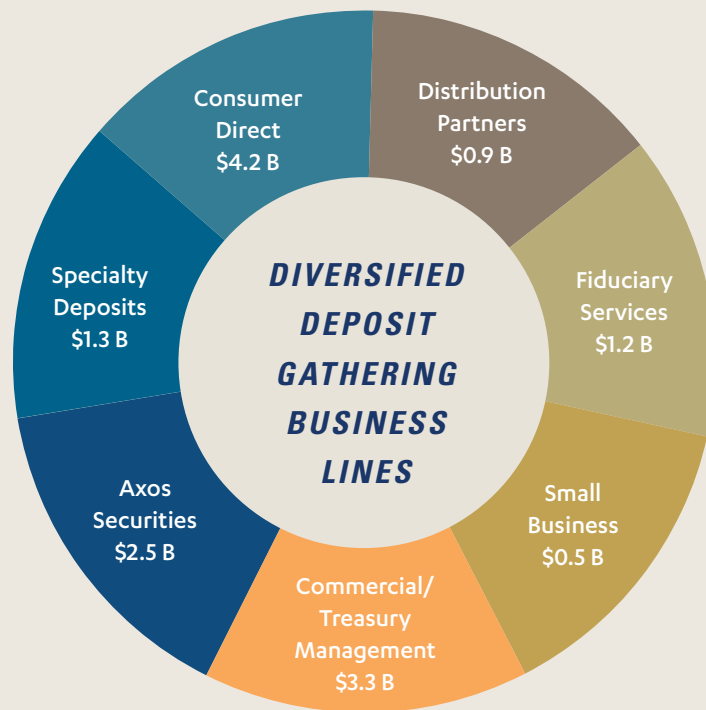 Consumer
Direct
$4.2 B
Distribution
Partners
$0.9 B
Fiduciary
Services
$1.2 B
Small
Business
$0.5 B
Commercial/
Treasury
Management
$3.3 B
Axos
Securities
$2.5 B
Specialty
Deposits
$1.3 B
DIVERSIFIED
DEPOSIT
GATHERING
BUSINESS
LINES